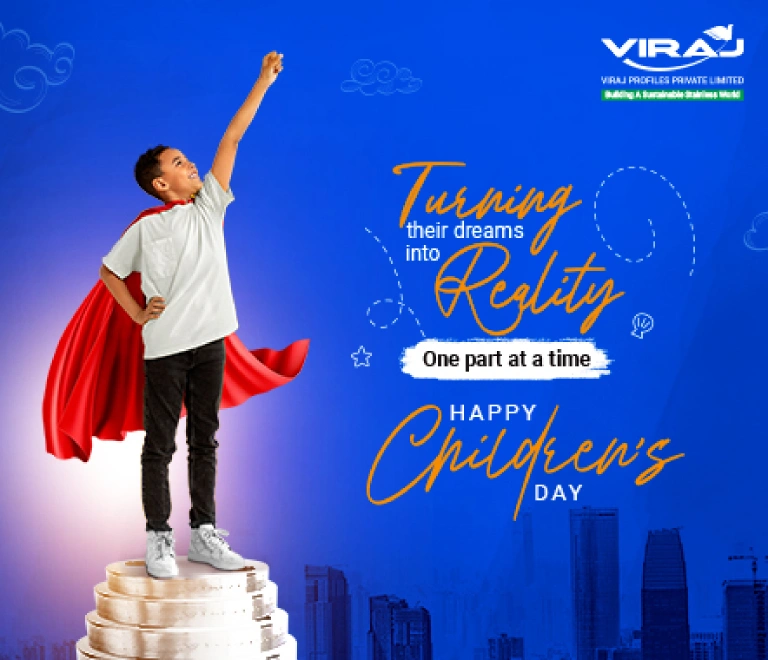 VIRAJ
VIRAJ PROFILES PRIVATE LIMITED
Building A Sustainable Stainless World
Turning
their dreams
into
Reality
One part at a time
HAPPY
Children's
DAY